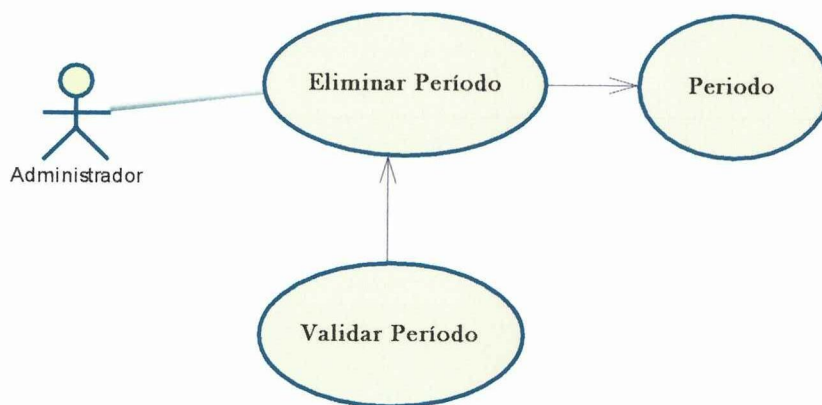 Eliminar Período
Periodo
Administrador
Validar Período